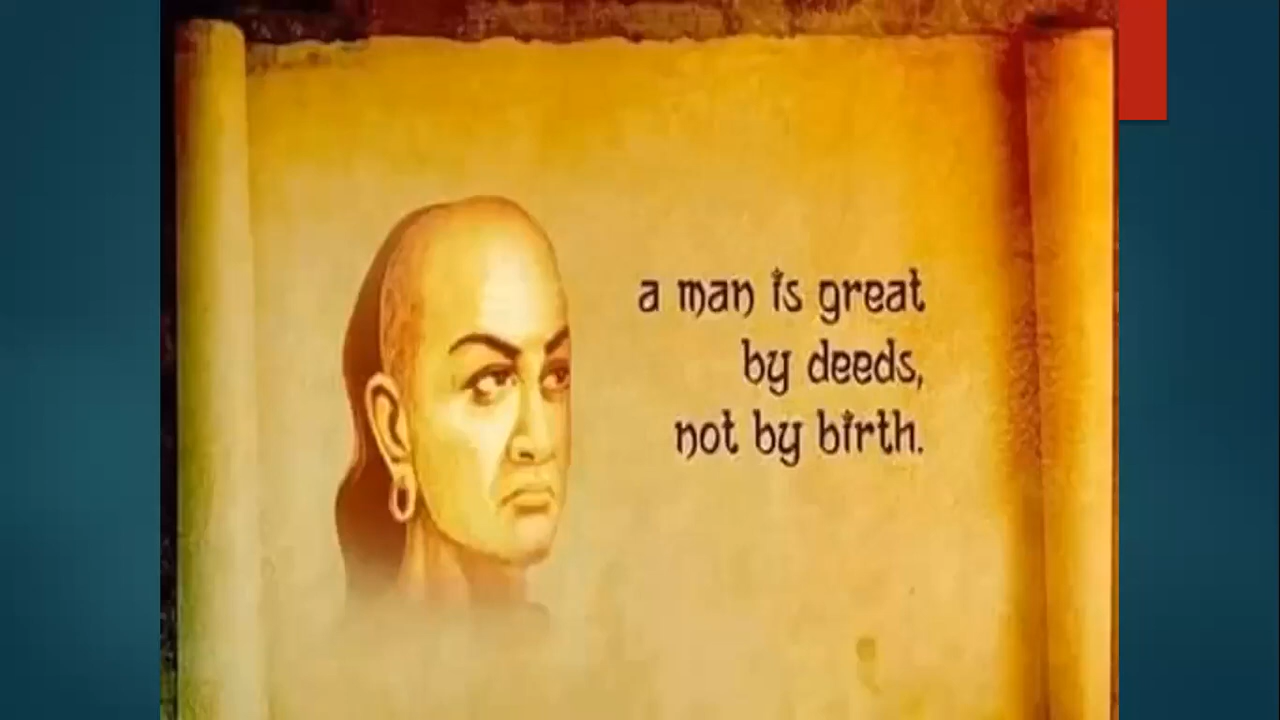 a man is great
by deeds,
not by birth.